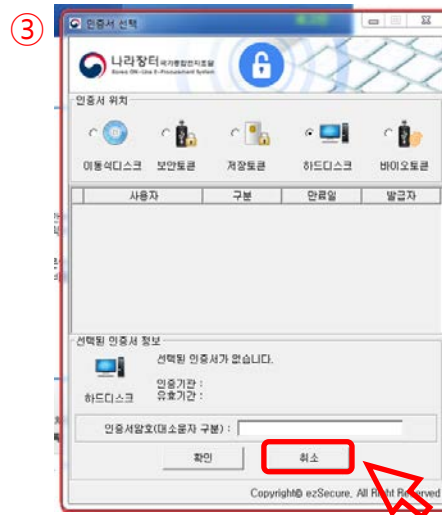 ③
인증서 선택
나라장터 국가종합전자조달
Korea ON-line E-Procurement System
인증서 위치
이동식디스크 보안토큰 저장토큰 하드디스크 바이오토큰
사용자 구분 만료일 발급자
선택된 인증서 정보
선택된 인증서가 없습니다.
인증기관 :
하드디스크 유효기간 :
인증서암호(대소문자 구분) :
확인 취소
Copyright© ezSecure, All Right Reserved